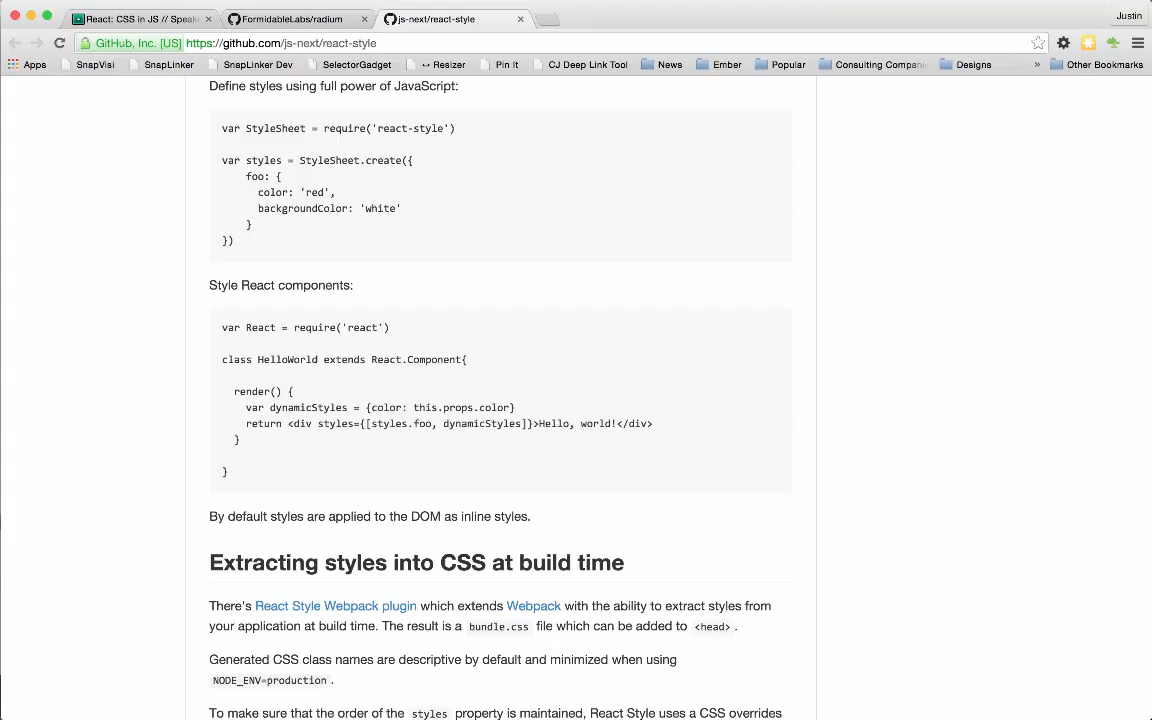 React: CSS in JS // Speak
FormidableLabs/radium
js-next/react-style
Justin
GitHub, Inc. [US] https://github.com/js-next/react-style
Apps SnapVisi SnapLinker SnapLinker Dev SelectorGadget ↔ Resizer Pin It CJ Deep Link Tool News Ember Popular Consulting Compani Designs » Other Bookmarks
Define styles using full power of JavaScript:
var StyleSheet = require('react-style')
var styles = StyleSheet.create({
foo: {
color: 'red',
backgroundColor: 'white'
}
})
Style React components:
var React = require('react')
class HelloWorld extends React.Component{
render() {
var dynamicStyles = {color: this.props.color}
return <div styles={[styles.foo, dynamicStyles]}>Hello, world!</div>
}
}
By default styles are applied to the DOM as inline styles.
Extracting styles into CSS at build time
There's React Style Webpack plugin which extends Webpack with the ability to extract styles from
your application at build time. The result is a bundle.css file which can be added to <head> .
Generated CSS class names are descriptive by default and minimized when using
NODE_ENV=production .
To make sure that the order of the styles property is maintained, React Style uses a CSS overrides